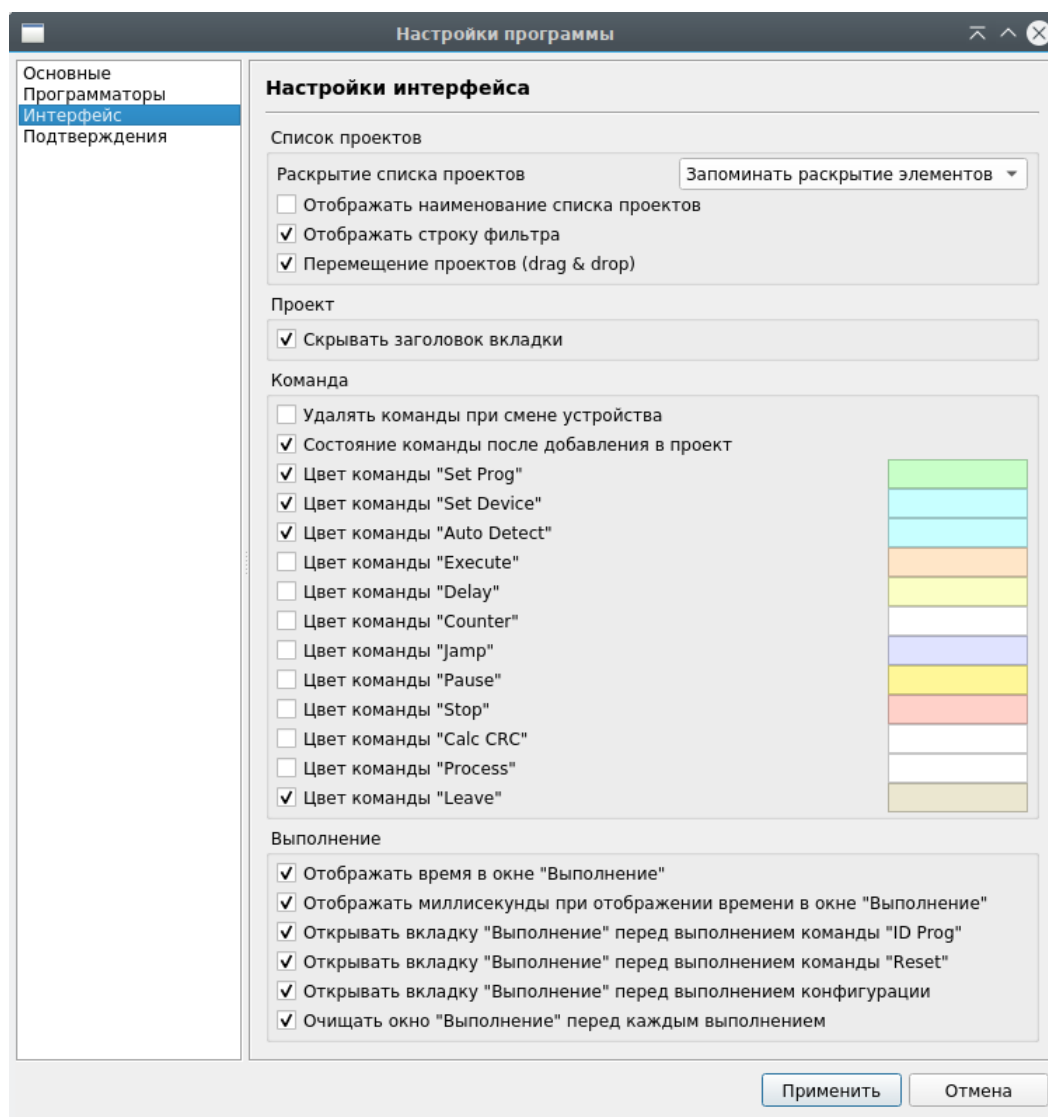 Настройки программы
Основные
Программаторы
Интерфейс
Подтверждения
Настройки интерфейса
Список проектов
Раскрытие списка проектов
Запоминать раскрытие элементов
Отображать наименование списка проектов
Отображать строку фильтра
Перемещение проектов (drag & drop)
Проект
Скрывать заголовок вкладки
Команда
Удалять команды при смене устройства
Состояние команды после добавления в проект
Цвет команды "Set Prog"
Цвет команды "Set Device"
Цвет команды "Auto Detect"
Цвет команды "Execute"
Цвет команды "Delay"
Цвет команды "Counter"
Цвет команды "Jamp"
Цвет команды "Pause"
Цвет команды "Stop"
Цвет команды "Calc CRC"
Цвет команды "Process"
Цвет команды "Leave"
Выполнение
Отображать время в окне "Выполнение"
Отображать миллисекунды при отображении времени в окне "Выполнение"
Открывать вкладку "Выполнение" перед выполнением команды "ID Prog"
Открывать вкладку "Выполнение" перед выполнением команды "Reset"
Открывать вкладку "Выполнение" перед выполнением конфигурации
Очищать окно "Выполнение" перед каждым выполнением
Применить
Отмена